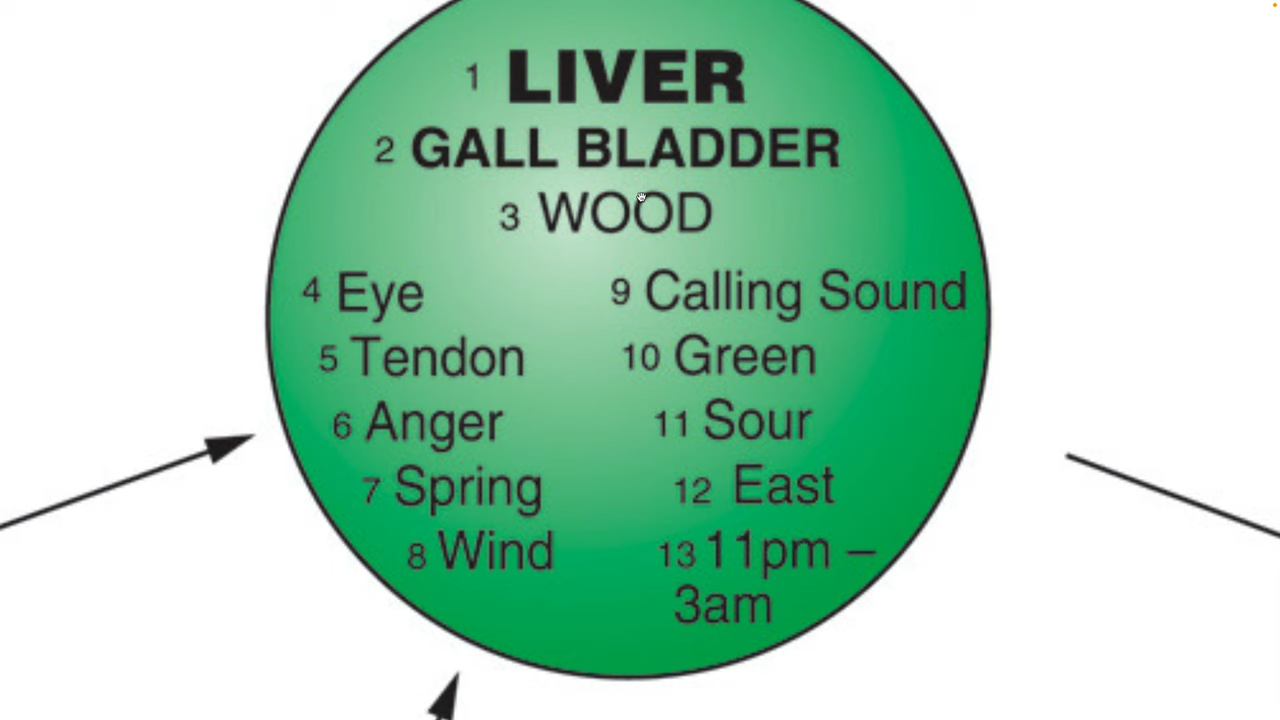 1 LIVER
2 GALL BLADDER
3 WOOD
4 Eye
5 Tendon
6 Anger
7 Spring
8 Wind
9 Calling Sound
10 Green
11 Sour
12 East
13 11pm –
3am